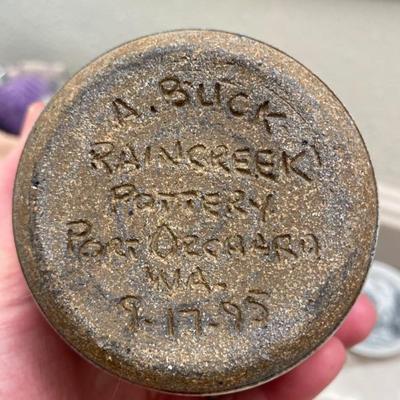 A. BUCK
RAINCREEK
POTTERY
PORT ORCHARD
WA.
9-17-95